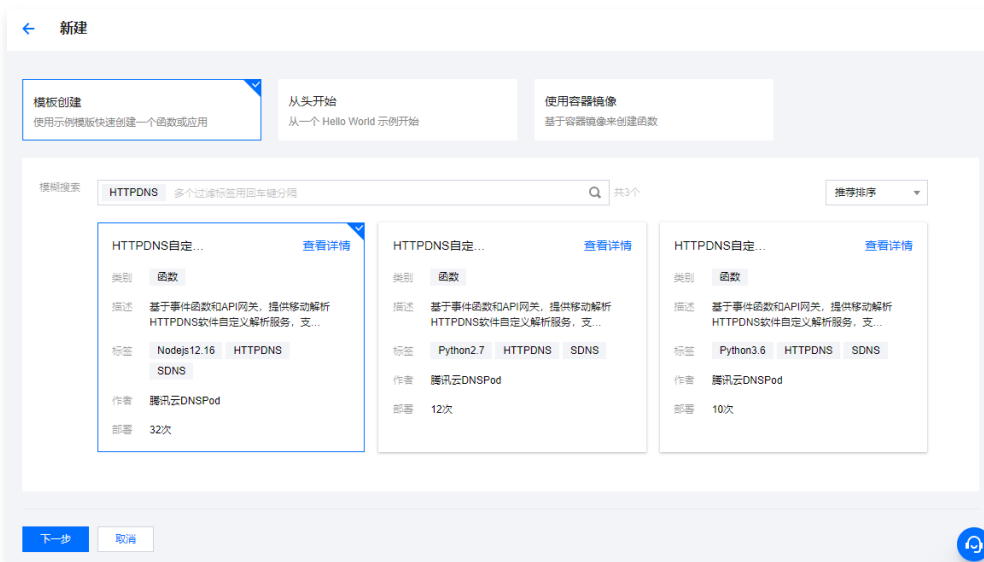 新建
模板创建
使用示例模版快速创建一个函数或应用
从头开始
从一个 Hello World 示例开始
使用容器镜像
基于容器镜像来创建函数
模糊搜索
HTTPDNS 多个过滤标签用回车键分隔
共3个
推荐排序
HTTPDNS自定... 查看详情
类别 函数
描述 基于事件函数和API网关，提供移动解析
HTTPDNS软件自定义解析服务，支...
标签 Nodejs12.16 HTTPDNS
SDNS
作者 腾讯云DNSPod
部署 32次
HTTPDNS自定... 查看详情
类别 函数
描述 基于事件函数和API网关，提供移动解析
HTTPDNS软件自定义解析服务，支...
标签 Python2.7 HTTPDNS SDNS
作者 腾讯云DNSPod
部署 12次
HTTPDNS自定... 查看详情
类别 函数
描述 基于事件函数和API网关，提供移动解析
HTTPDNS软件自定义解析服务，支...
标签 Python3.6 HTTPDNS SDNS
作者 腾讯云DNSPod
部署 10次
下一步 取消